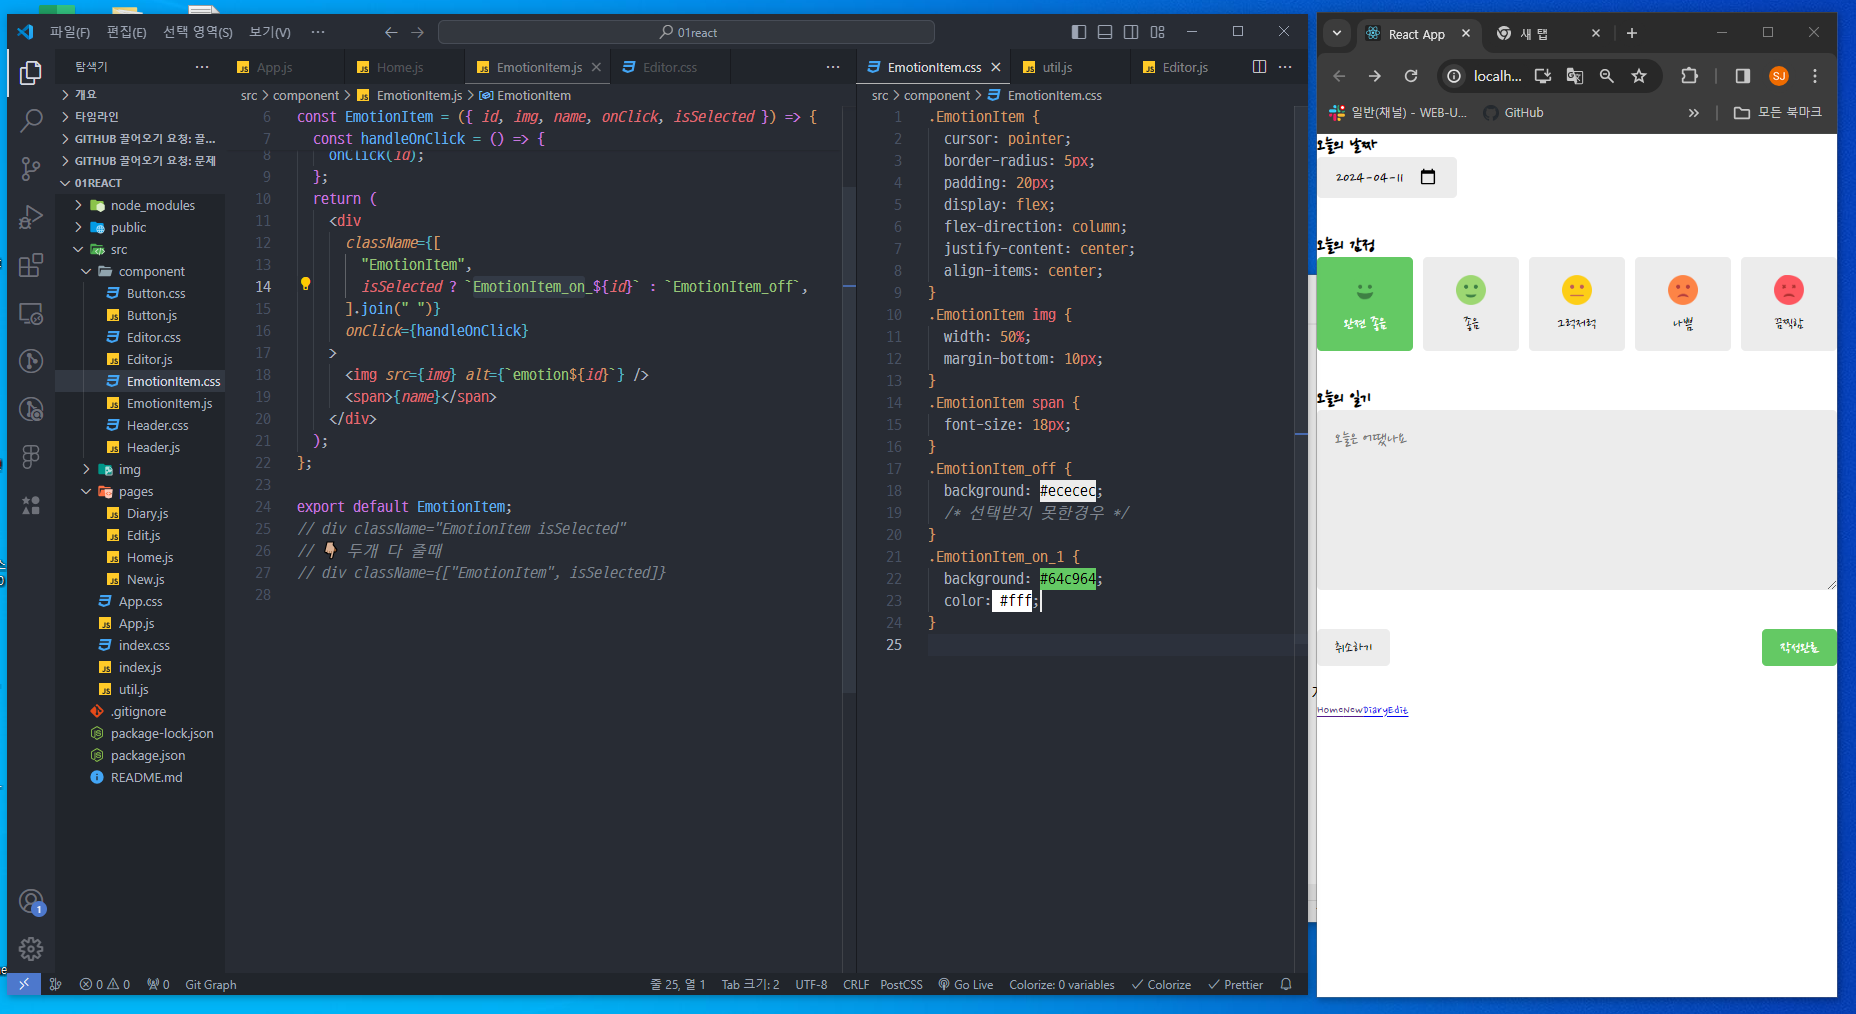 파일(F) 편집(E) 선택 영역(S) 보기(V) ··· 01react
탐색기 ···
개요
타임라인
GITHUB 끌어오기 요청: 끌...
GITHUB 끌어오기 요청: 문제
01REACT
node_modules
public
src
component
Button.css
Button.js
Editor.css
Editor.js
EmotionItem.css
EmotionItem.js
Header.css
Header.js
img
pages
Diary.js
Edit.js
Home.js
New.js
App.css
App.js
index.css
index.js
util.js
.gitignore
package-lock.json
package.json
README.md
App.js Home.js EmotionItem.js Editor.css ···
src > component > EmotionItem.js > EmotionItem
6 const EmotionItem = ({ id, img, name, onClick, isSelected }) => {
7 const handleOnClick = () => {
8 onClick(id);
9 };
10 return (
11 <div
12 className={[
13 "EmotionItem",
14 isSelected ? `EmotionItem_on_${id}` : `EmotionItem_off`,
15 ].join(" ")}
16 onClick={handleOnClick}
17 >
18 <img src={img} alt={`emotion${id}`} />
19 <span>{name}</span>
20 </div>
21 );
22 };
23
24 export default EmotionItem;
25 // div className="EmotionItem isSelected"
26 // 👇🏼 두개 다 줄때
27 // div className={["EmotionItem", isSelected]}
28
EmotionItem.css util.js Editor.js ···
src > component > EmotionItem.css
1 .EmotionItem {
2 cursor: pointer;
3 border-radius: 5px;
4 padding: 20px;
5 display: flex;
6 flex-direction: column;
7 justify-content: center;
8 align-items: center;
9 }
10 .EmotionItem img {
11 width: 50%;
12 margin-bottom: 10px;
13 }
14 .EmotionItem span {
15 font-size: 18px;
16 }
17 .EmotionItem_off {
18 background: #ececec;
19 /* 선택받지 못한경우 */
20 }
21 .EmotionItem_on_1 {
22 background: #64c964;
23 color: #fff;
24 }
25
1
0 0 0 Git Graph 줄 25, 열 1 Tab 크기: 2 UTF-8 CRLF PostCSS Go Live Colorize: 0 variables Colorize Prettier
React App 새 탭
localh... SJ
일반(채널) - WEB-U... GitHub » 모든 북마크
오늘의 날짜
2024-04-11
오늘의 감정
완전 좋음 좋음 그럭저럭 나쁨 끔찍함
오늘의 일기
오늘은 어땠나요
취소하기 작성완료
HomeNewDiaryEdit